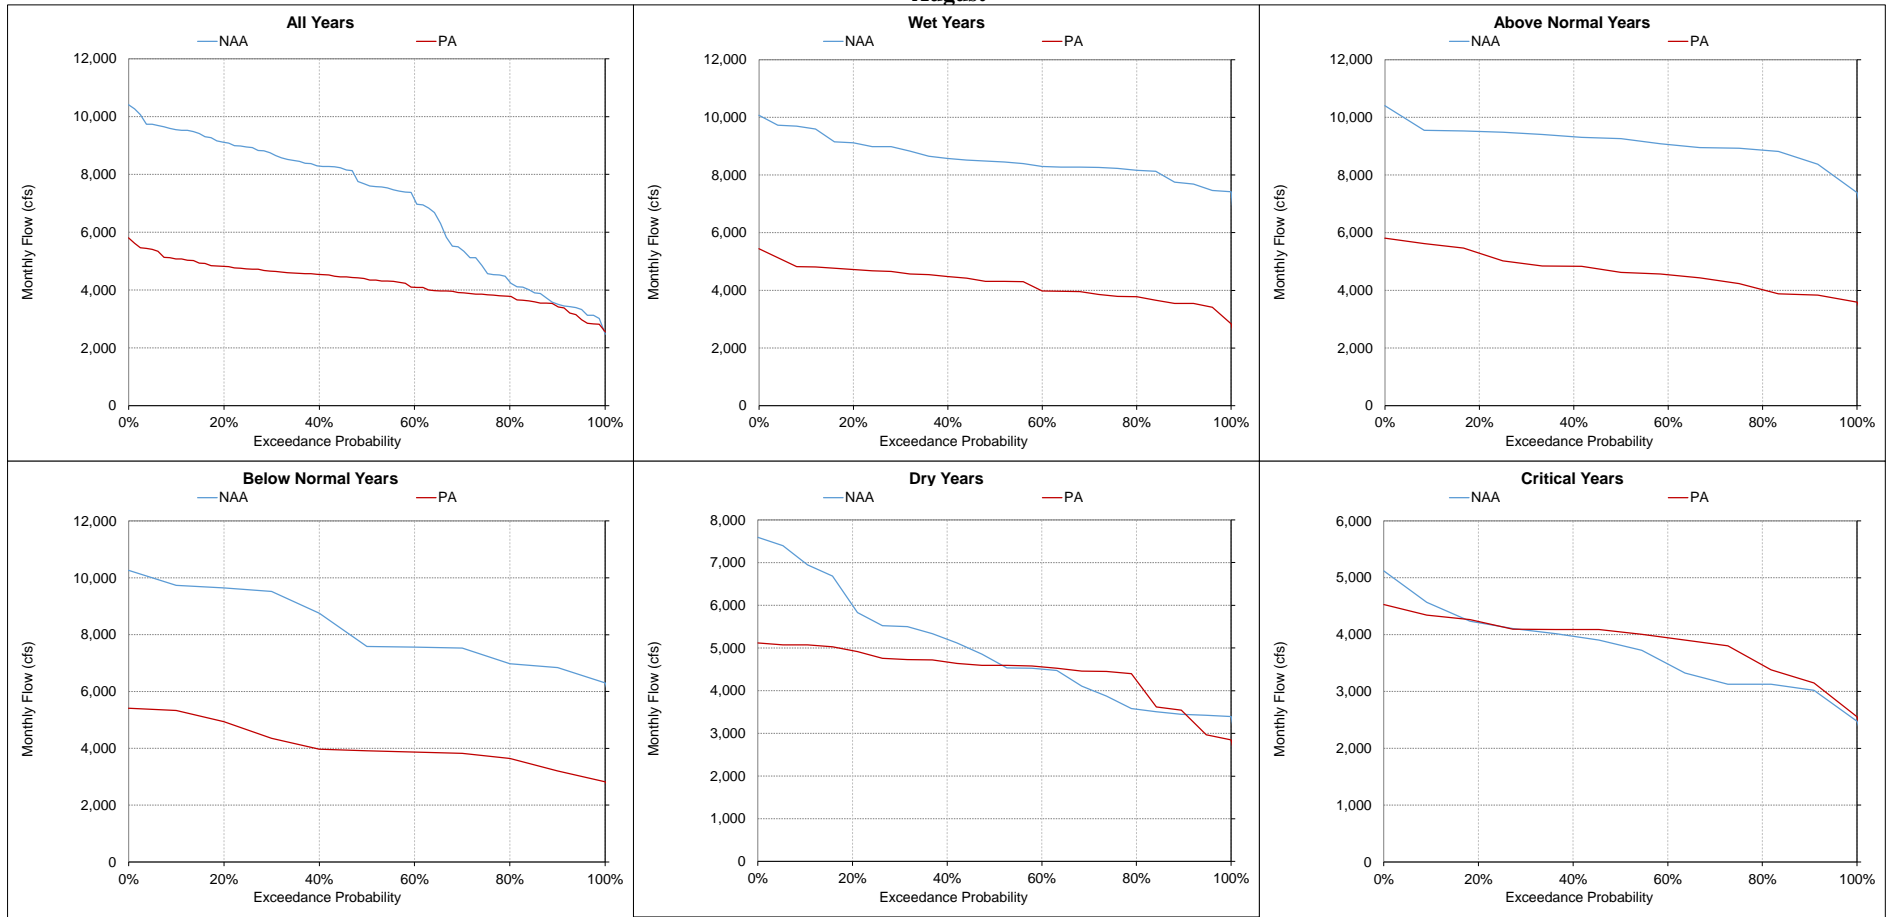 August
All Years
NAA PA
12,000
10,000
8,000
6,000
4,000
2,000
0
Monthly Flow (cfs)
0% 20% 40% 60% 80% 100%
Exceedance Probability
Wet Years
NAA PA
12,000
10,000
8,000
6,000
4,000
2,000
0
Monthly Flow (cfs)
0% 20% 40% 60% 80% 100%
Exceedance Probability
Above Normal Years
NAA PA
12,000
10,000
8,000
6,000
4,000
2,000
0
Monthly Flow (cfs)
0% 20% 40% 60% 80% 100%
Exceedance Probability
Below Normal Years
NAA PA
12,000
10,000
8,000
6,000
4,000
2,000
0
Monthly Flow (cfs)
0% 20% 40% 60% 80% 100%
Exceedance Probability
Dry Years
NAA PA
8,000
7,000
6,000
5,000
4,000
3,000
2,000
1,000
0
Monthly Flow (cfs)
0% 20% 40% 60% 80% 100%
Exceedance Probability
Critical Years
NAA PA
6,000
5,000
4,000
3,000
2,000
1,000
0
Monthly Flow (cfs)
0% 20% 40% 60% 80% 100%
Exceedance Probability